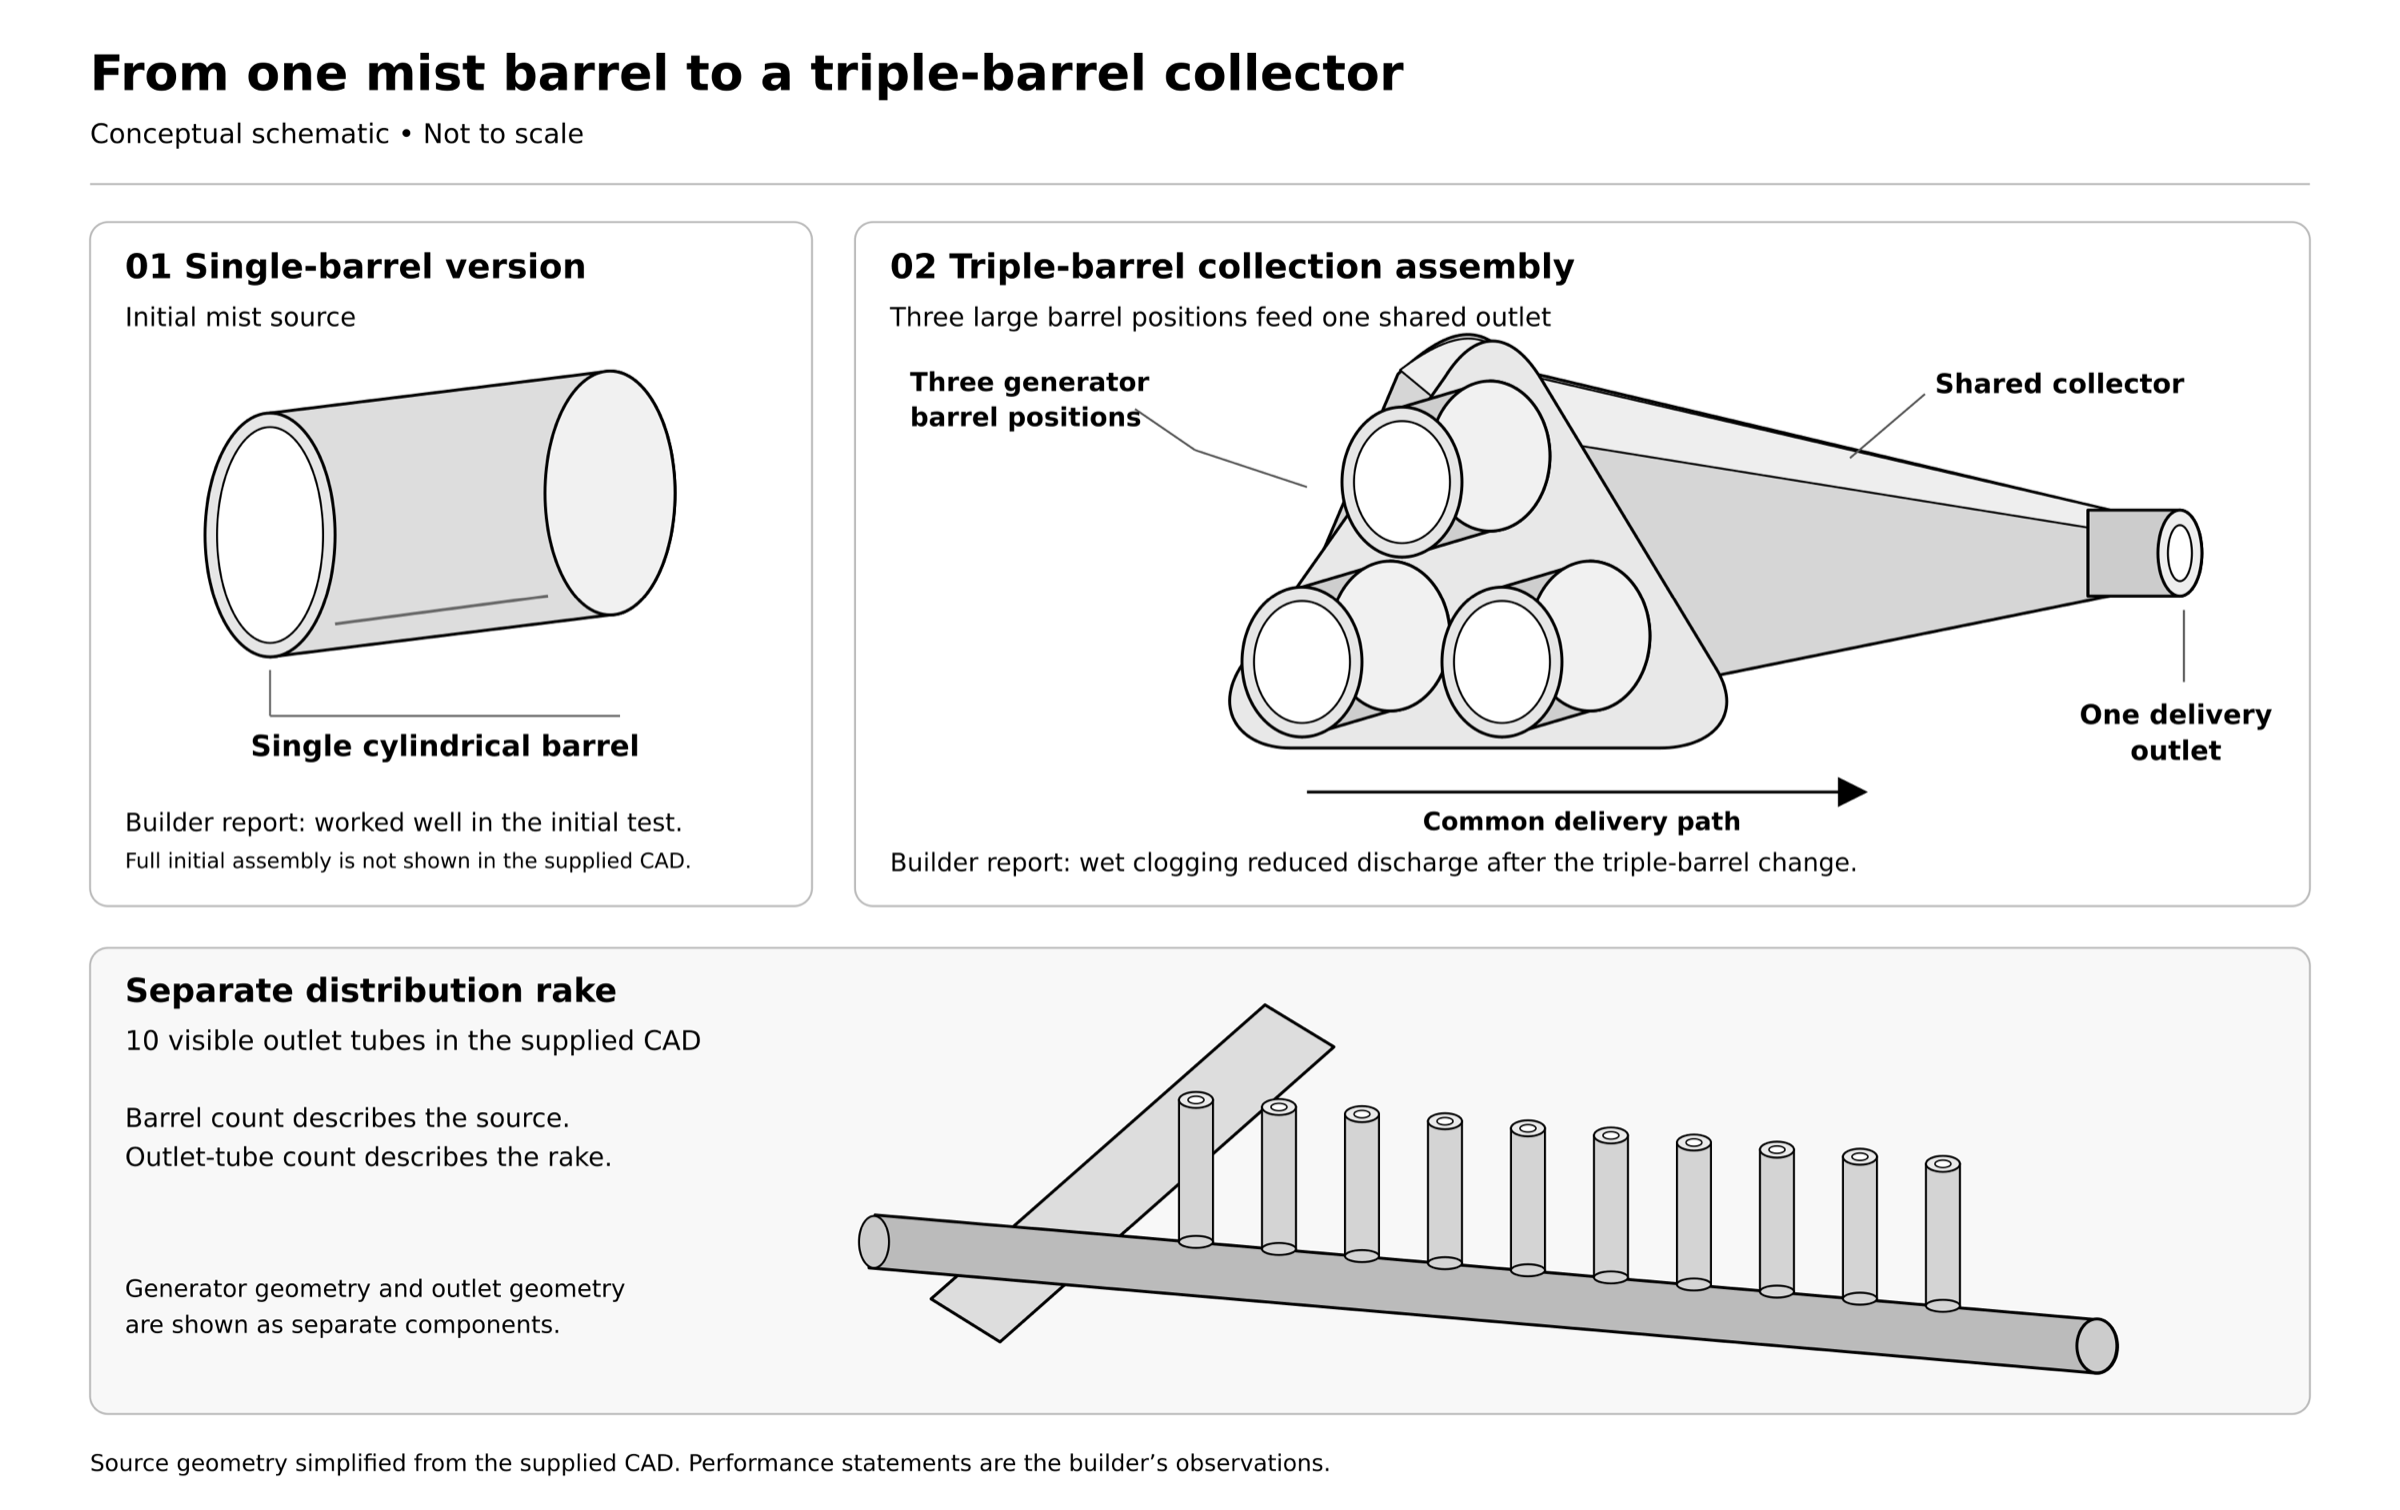 From one mist barrel to a triple-barrel collector
Conceptual schematic • Not to scale
01 Single-barrel version
Initial mist source
Single cylindrical barrel
Builder report: worked well in the initial test.
Full initial assembly is not shown in the supplied CAD.
02 Triple-barrel collection assembly
Three large barrel positions feed one shared outlet
Three generator
barrel positions
Shared collector
One delivery
outlet
Common delivery path
Builder report: wet clogging reduced discharge after the triple-barrel change.
Separate distribution rake
10 visible outlet tubes in the supplied CAD
Barrel count describes the source.
Outlet-tube count describes the rake.
Generator geometry and outlet geometry
are shown as separate components.
Source geometry simplified from the supplied CAD. Performance statements are the builder’s observations.